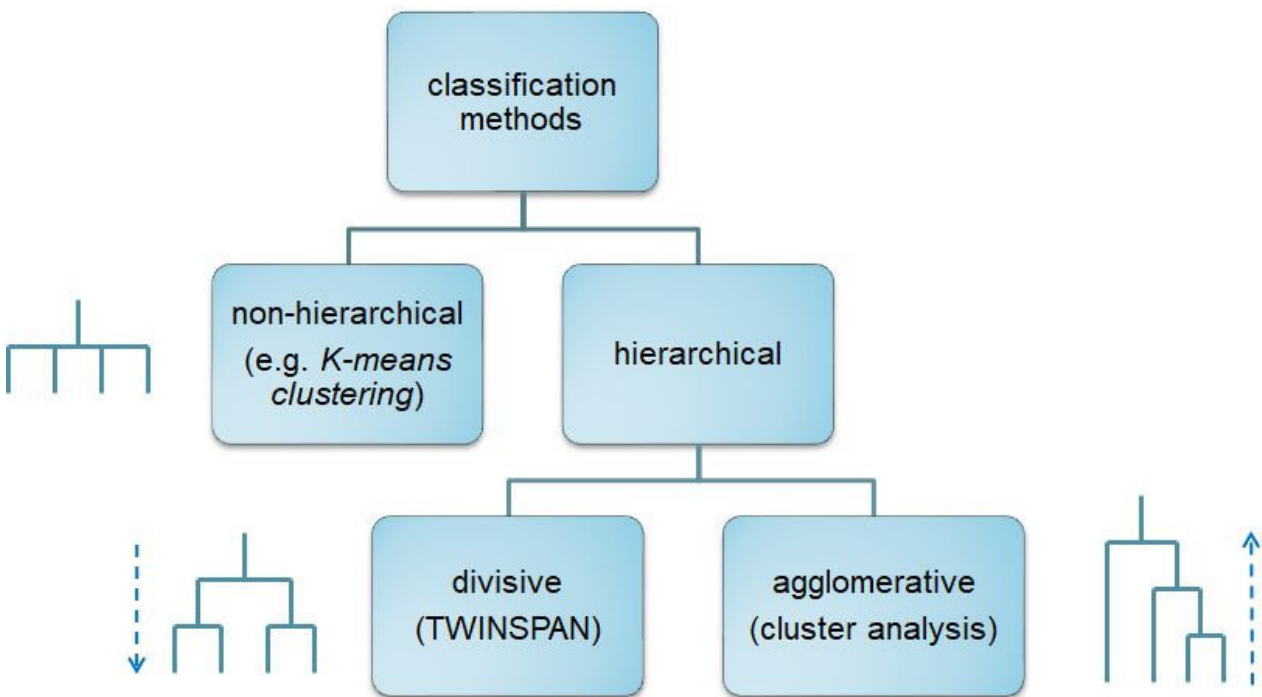 classification
methods
non-hierarchical
(e.g. K-means
clustering)
hierarchical
divisive
(TWINSPAN)
agglomerative
(cluster analysis)